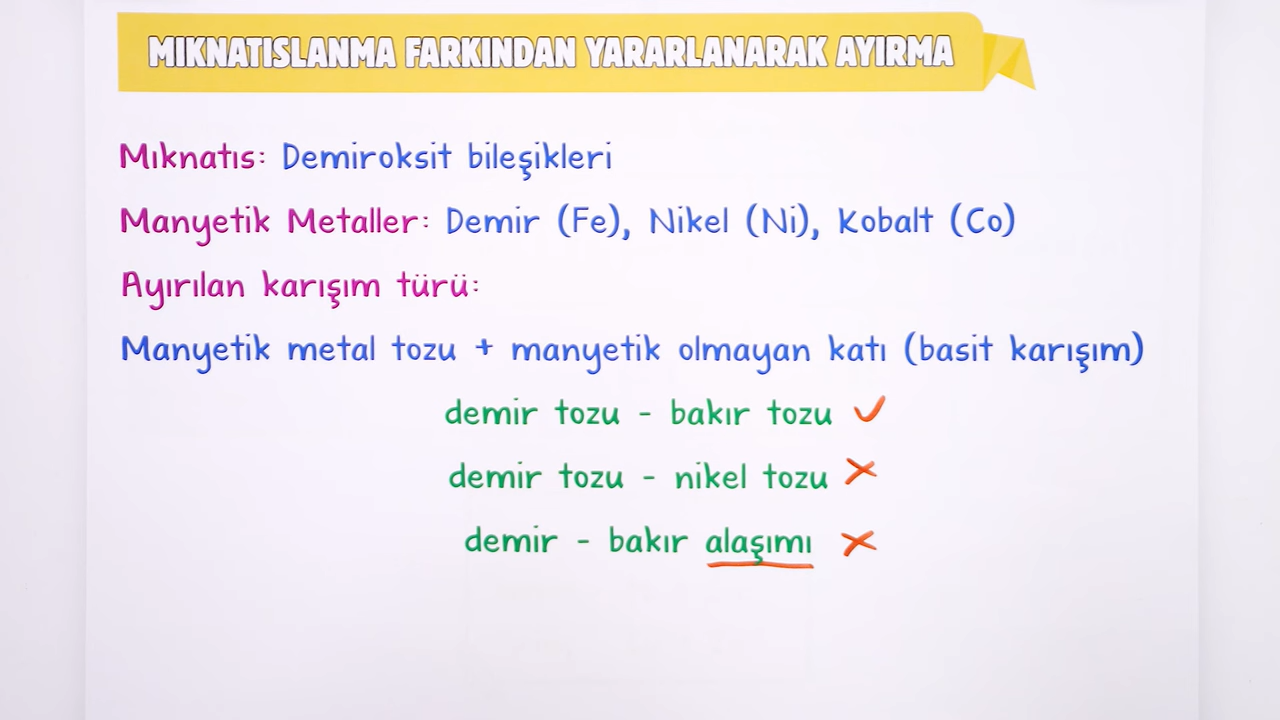 MIKNATISLANMA FARKINDAN YARARLANARAK AYIRMA
Mıknatıs: Demiroksit bileşikleri
Manyetik Metaller: Demir (Fe), Nikel (Ni), Kobalt (Co)
Ayırılan karışım türü:
Manyetik metal tozu + manyetik olmayan katı (basit karışım)
demir tozu - bakır tozu ✓
demir tozu - nikel tozu ✗
demir - bakır alaşımı ✗